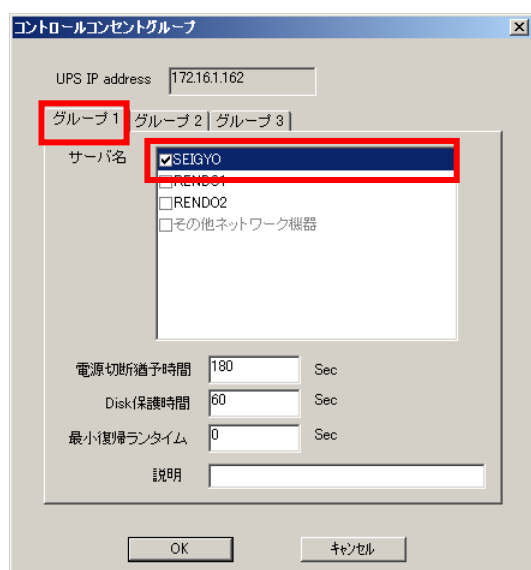 コントロールコンセントグループ
UPS IP address 172.16.1.162
グループ1 グループ2 グループ3
サーバ名 SEIGYO
RENDO1
RENDO2
その他ネットワーク機器
電源切断猶予時間 180 Sec
Disk保護時間 60 Sec
最小復帰ランタイム 0 Sec
説明
OK キャンセル